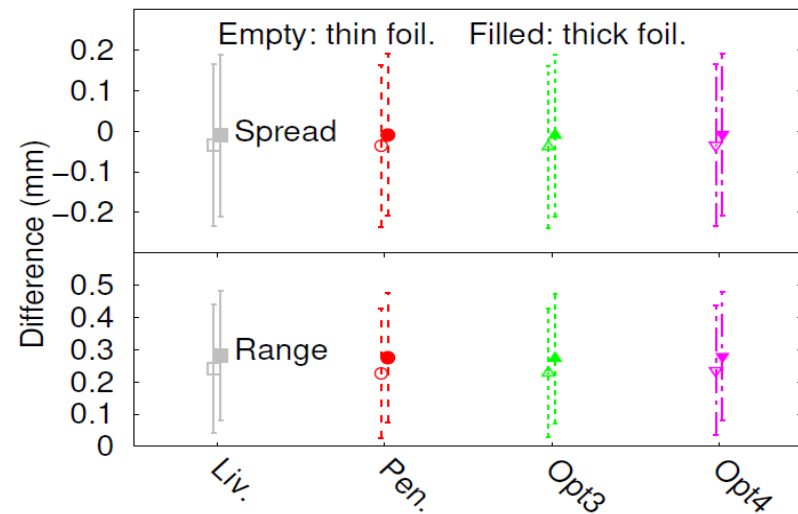 Empty: thin foil. Filled: thick foil.
0.2
0.1
0
−0.1
−0.2
Spread
Difference (mm)
0.5
0.4
0.3
0.2
0.1
0
Range
Liv.
Pen.
Opt3
Opt4